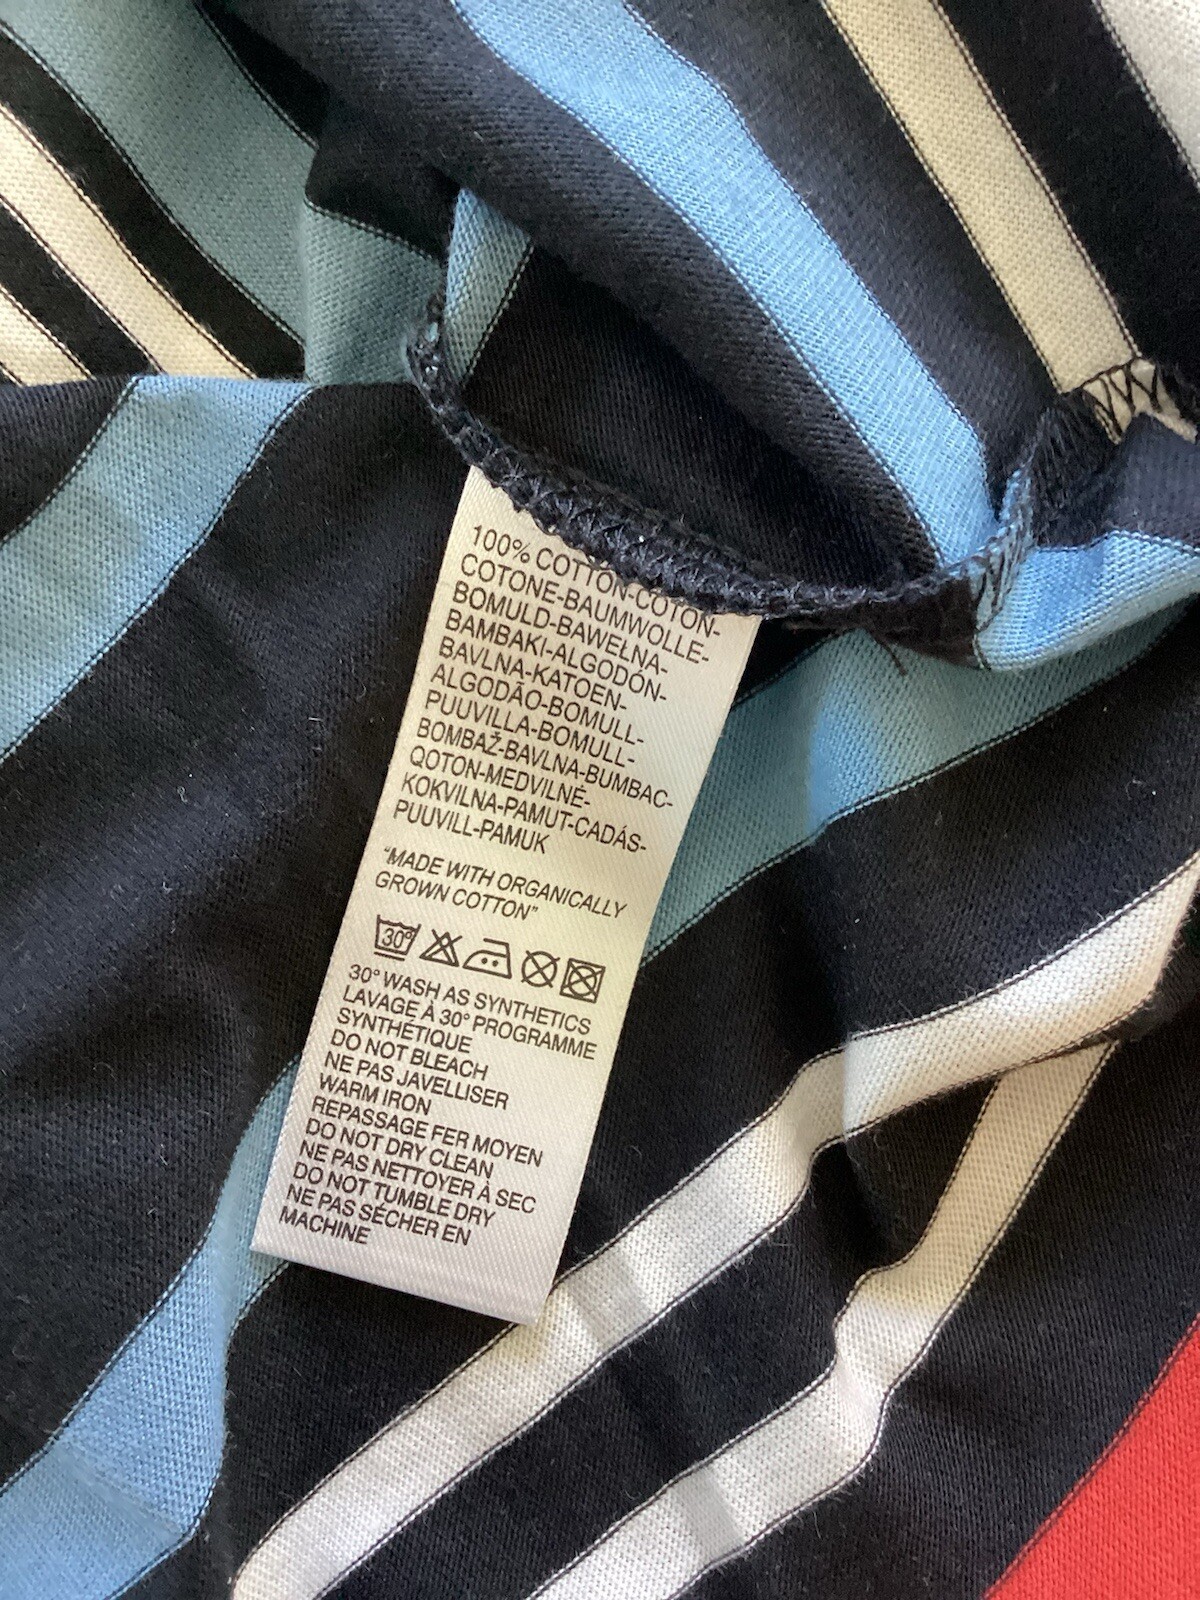 100% COTTON-COTON-
COTONE-BAUMWOLLE-
BOMULD-BAWEŁNA-
BAMBAKI-ALGODÓN-
BAVLNA-KATOEN-
ALGODÃO-BOMULL-
PUUVILLA-BOMULL-
BOMBAŽ-BAVLNA-BUMBAC-
QOTON-MEDVILNĖ-
KOKVILNA-PAMUT-CADÁS-
PUUVILL-PAMUK
"MADE WITH ORGANICALLY
GROWN COTTON"
30°
30° WASH AS SYNTHETICS
LAVAGE À 30° PROGRAMME
SYNTHÉTIQUE
DO NOT BLEACH
NE PAS JAVELLISER
WARM IRON
REPASSAGE FER MOYEN
DO NOT DRY CLEAN
NE PAS NETTOYER À SEC
DO NOT TUMBLE DRY
NE PAS SÉCHER EN
MACHINE